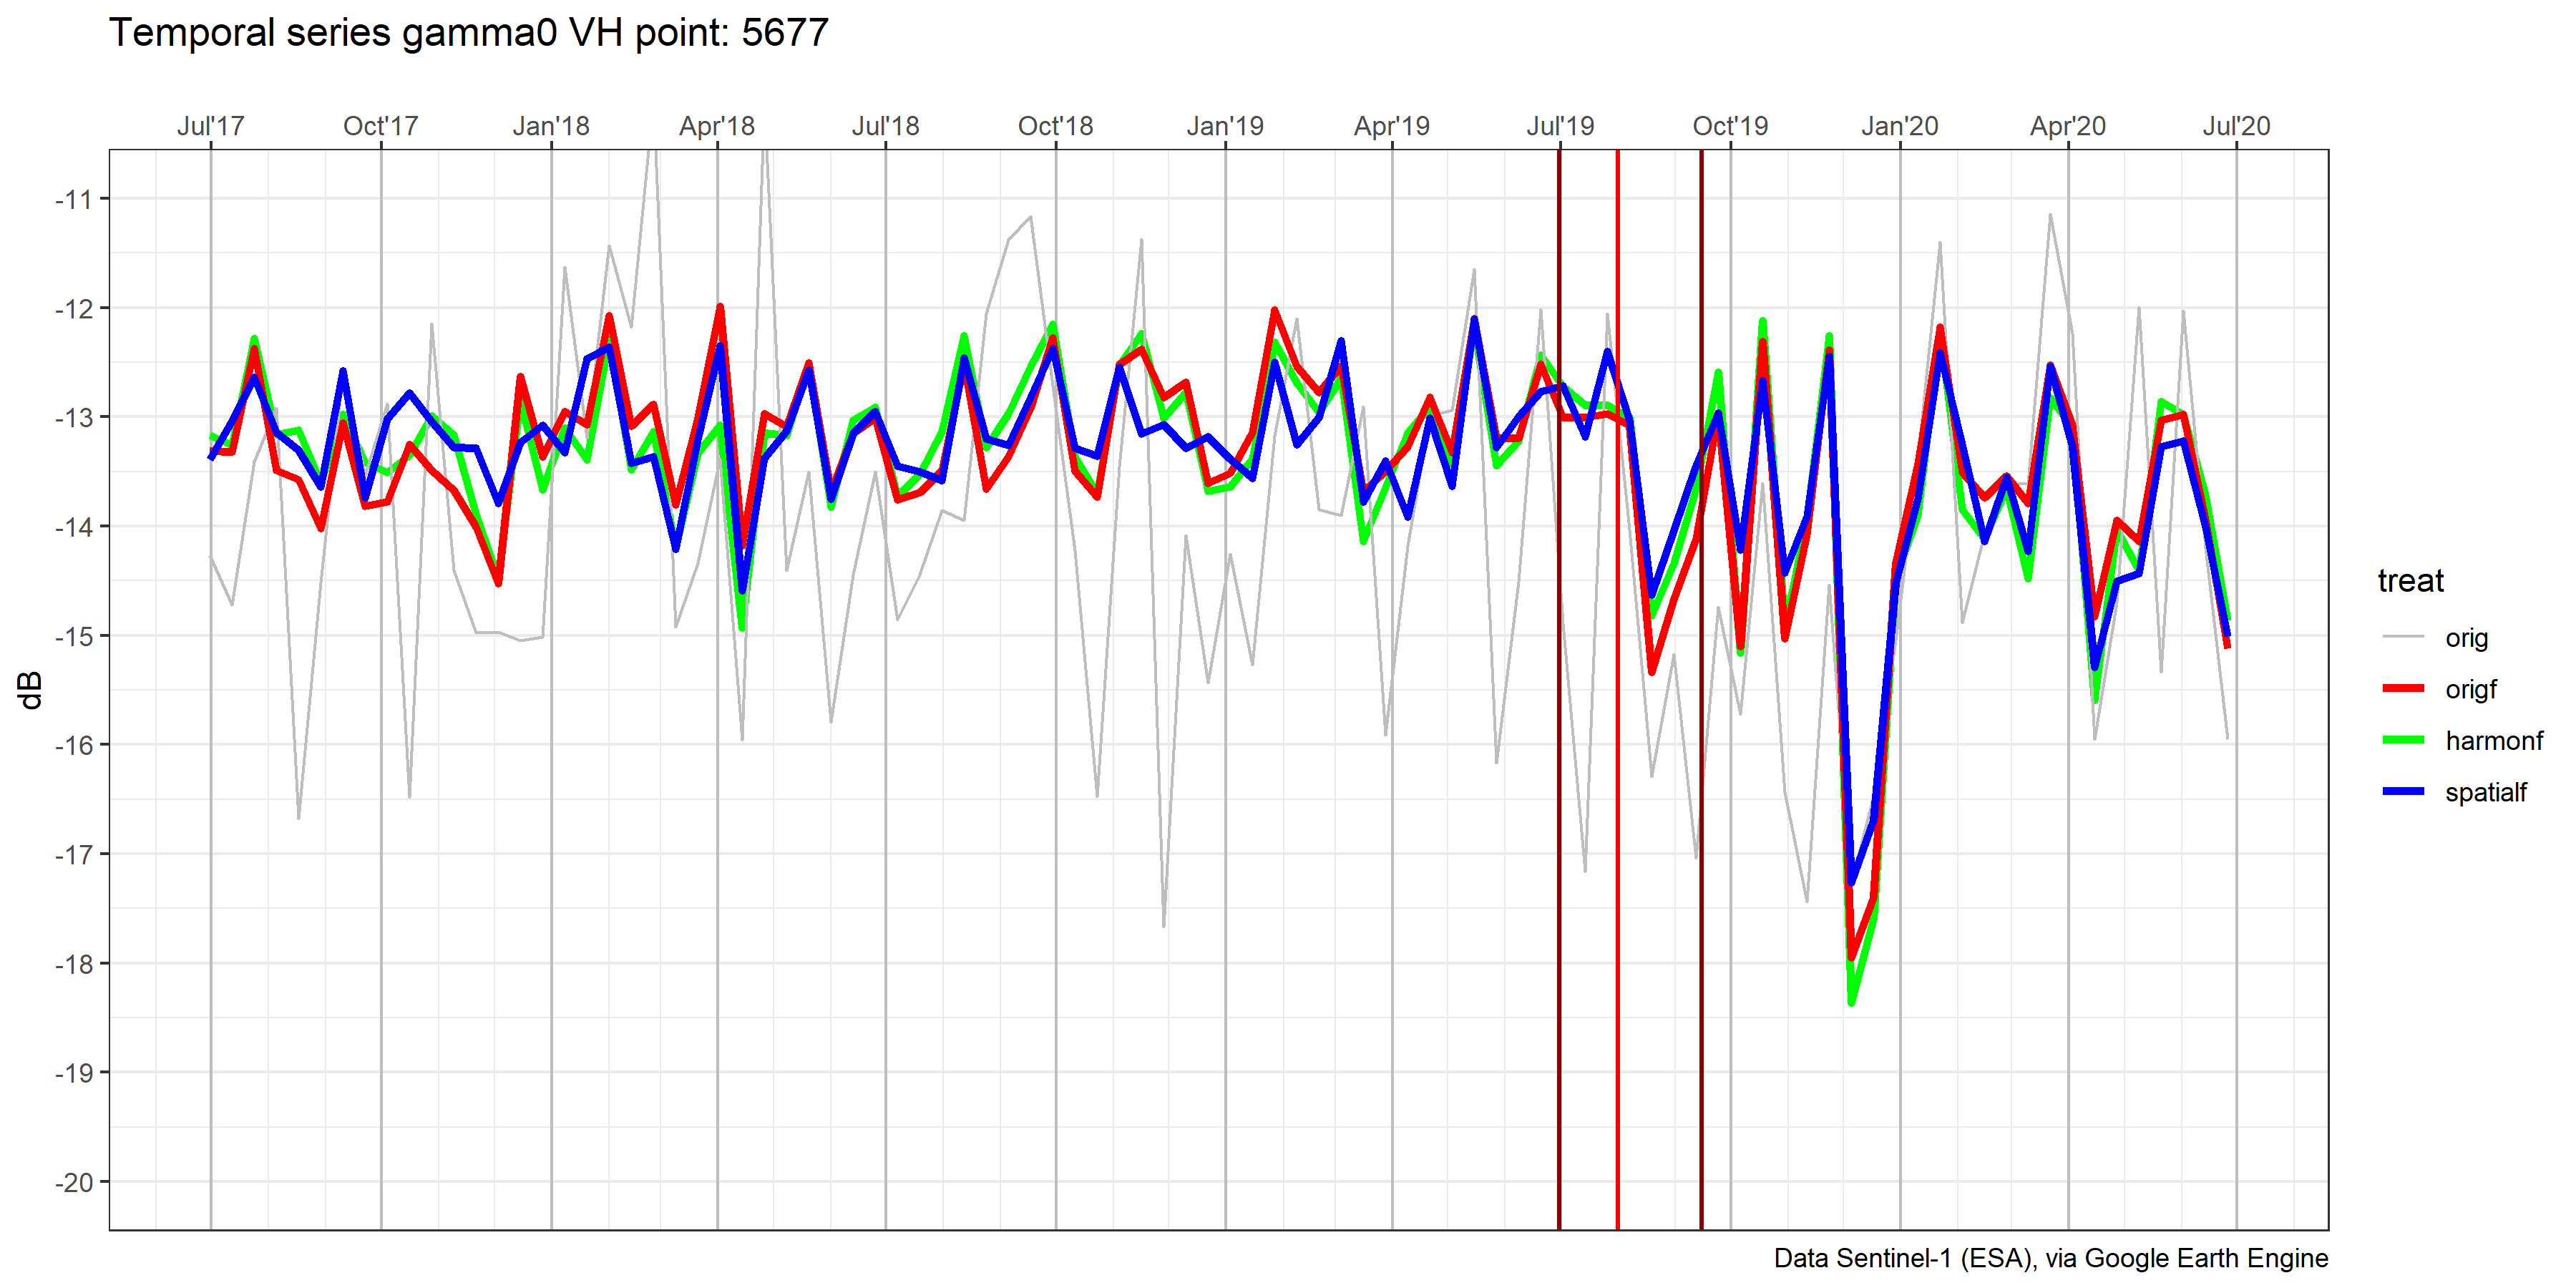 Temporal series gamma0 VH point: 5677
Jul'17 Oct'17 Jan'18 Apr'18 Jul'18 Oct'18 Jan'19 Apr'19 Jul'19 Oct'19 Jan'20 Apr'20 Jul'20
-11
-12
-13
-14
-15
-16
-17
-18
-19
-20
dB
treat
orig
origf
harmonf
spatialf
Data Sentinel-1 (ESA), via Google Earth Engine